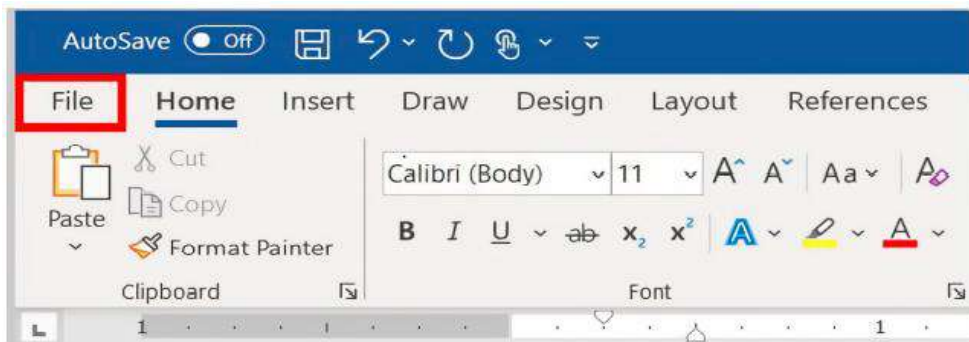 AutoSave Off
File Home Insert Draw Design Layout References
Cut
Calibri (Body) 11 A A Aa A
Copy
Paste
B I U ab x2 x2 A A
Format Painter
Clipboard Font
L 1 1 1